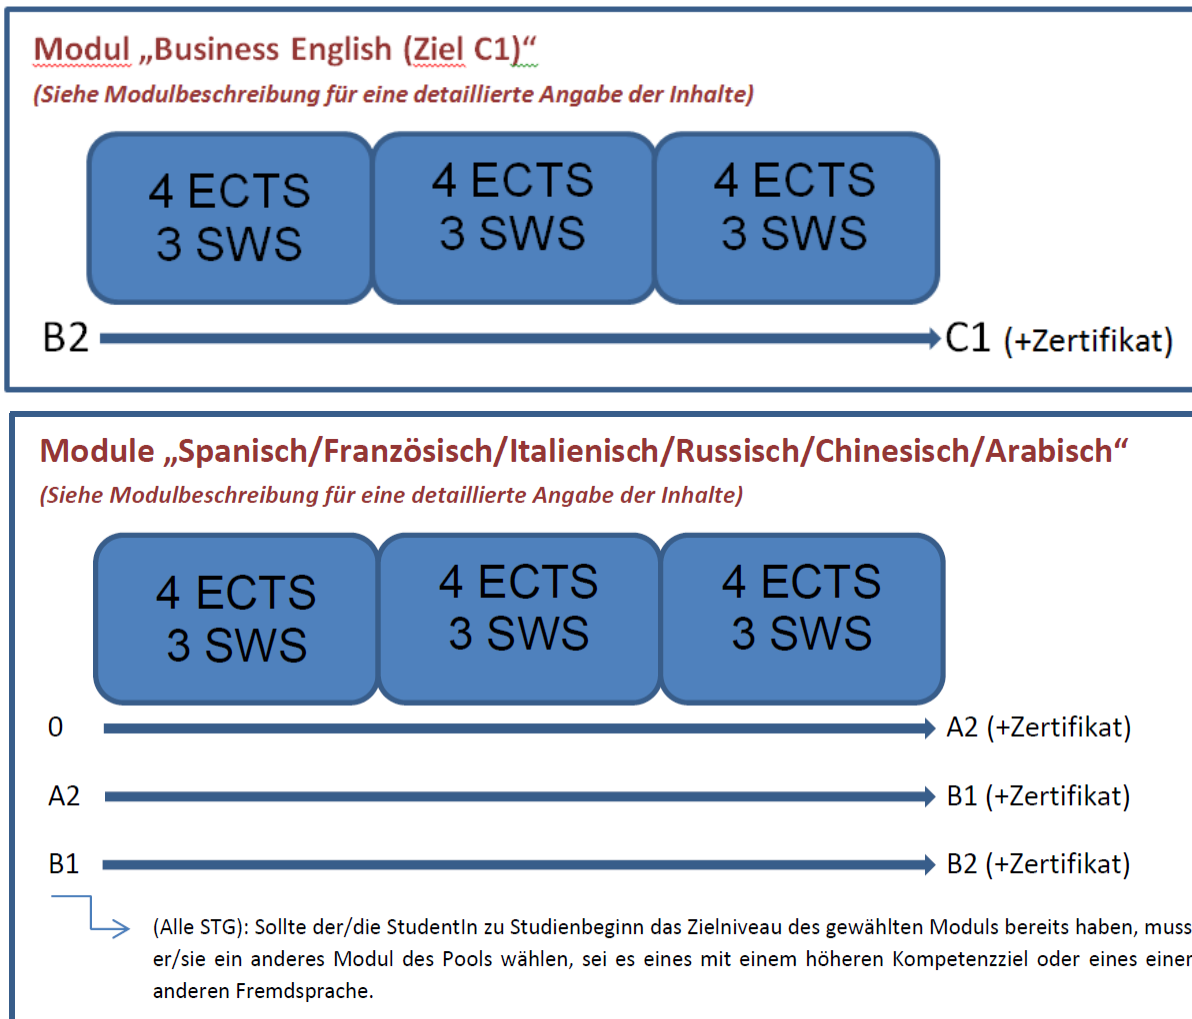 Modul „Business English (Ziel C1)“
(Siehe Modulbeschreibung für eine detaillierte Angabe der Inhalte)
4 ECTS
3 SWS
4 ECTS
3 SWS
4 ECTS
3 SWS
B2
C1 (+Zertifikat)
Module „Spanisch/Französisch/Italienisch/Russisch/Chinesisch/Arabisch“
(Siehe Modulbeschreibung für eine detaillierte Angabe der Inhalte)
4 ECTS
3 SWS
4 ECTS
3 SWS
4 ECTS
3 SWS
0
A2 (+Zertifikat)
A2
B1 (+Zertifikat)
B1
B2 (+Zertifikat)
(Alle STG): Sollte der/die StudentIn zu Studienbeginn das Zielniveau des gewählten Moduls bereits haben, muss
er/sie ein anderes Modul des Pools wählen, sei es eines mit einem höheren Kompetenzziel oder eines einer
anderen Fremdsprache.